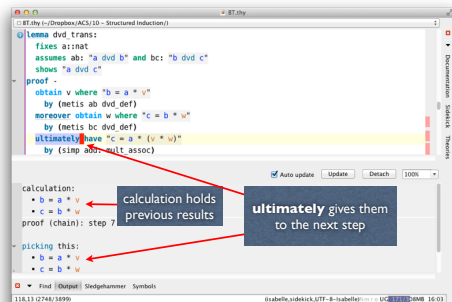 BT.thy
BT.thy (~/Dropbox/ACS/10 - Structured Induction/)
lemma dvd_trans:
fixes a::nat
assumes ab: "a dvd b" and bc: "b dvd c"
shows "a dvd c"
proof -
obtain v where "b = a * v"
by (metis ab dvd_def)
moreover obtain w where "c = b * w"
by (metis bc dvd_def)
ultimately have "c = a * (v * w)"
by (simp add: mult_assoc)
Documentation Sidekick Theories
Auto update Update Detach 100%
calculation:
• b = a * v
• c = b * w
proof (chain): step 7
picking this:
• b = a * v
• c = b * w
calculation holds
previous results
ultimately gives them
to the next step
Find Output Sledgehammer Symbols
118,13 (2748/3899)
(isabelle,sidekick,UTF-8-Isabelle)
16:03